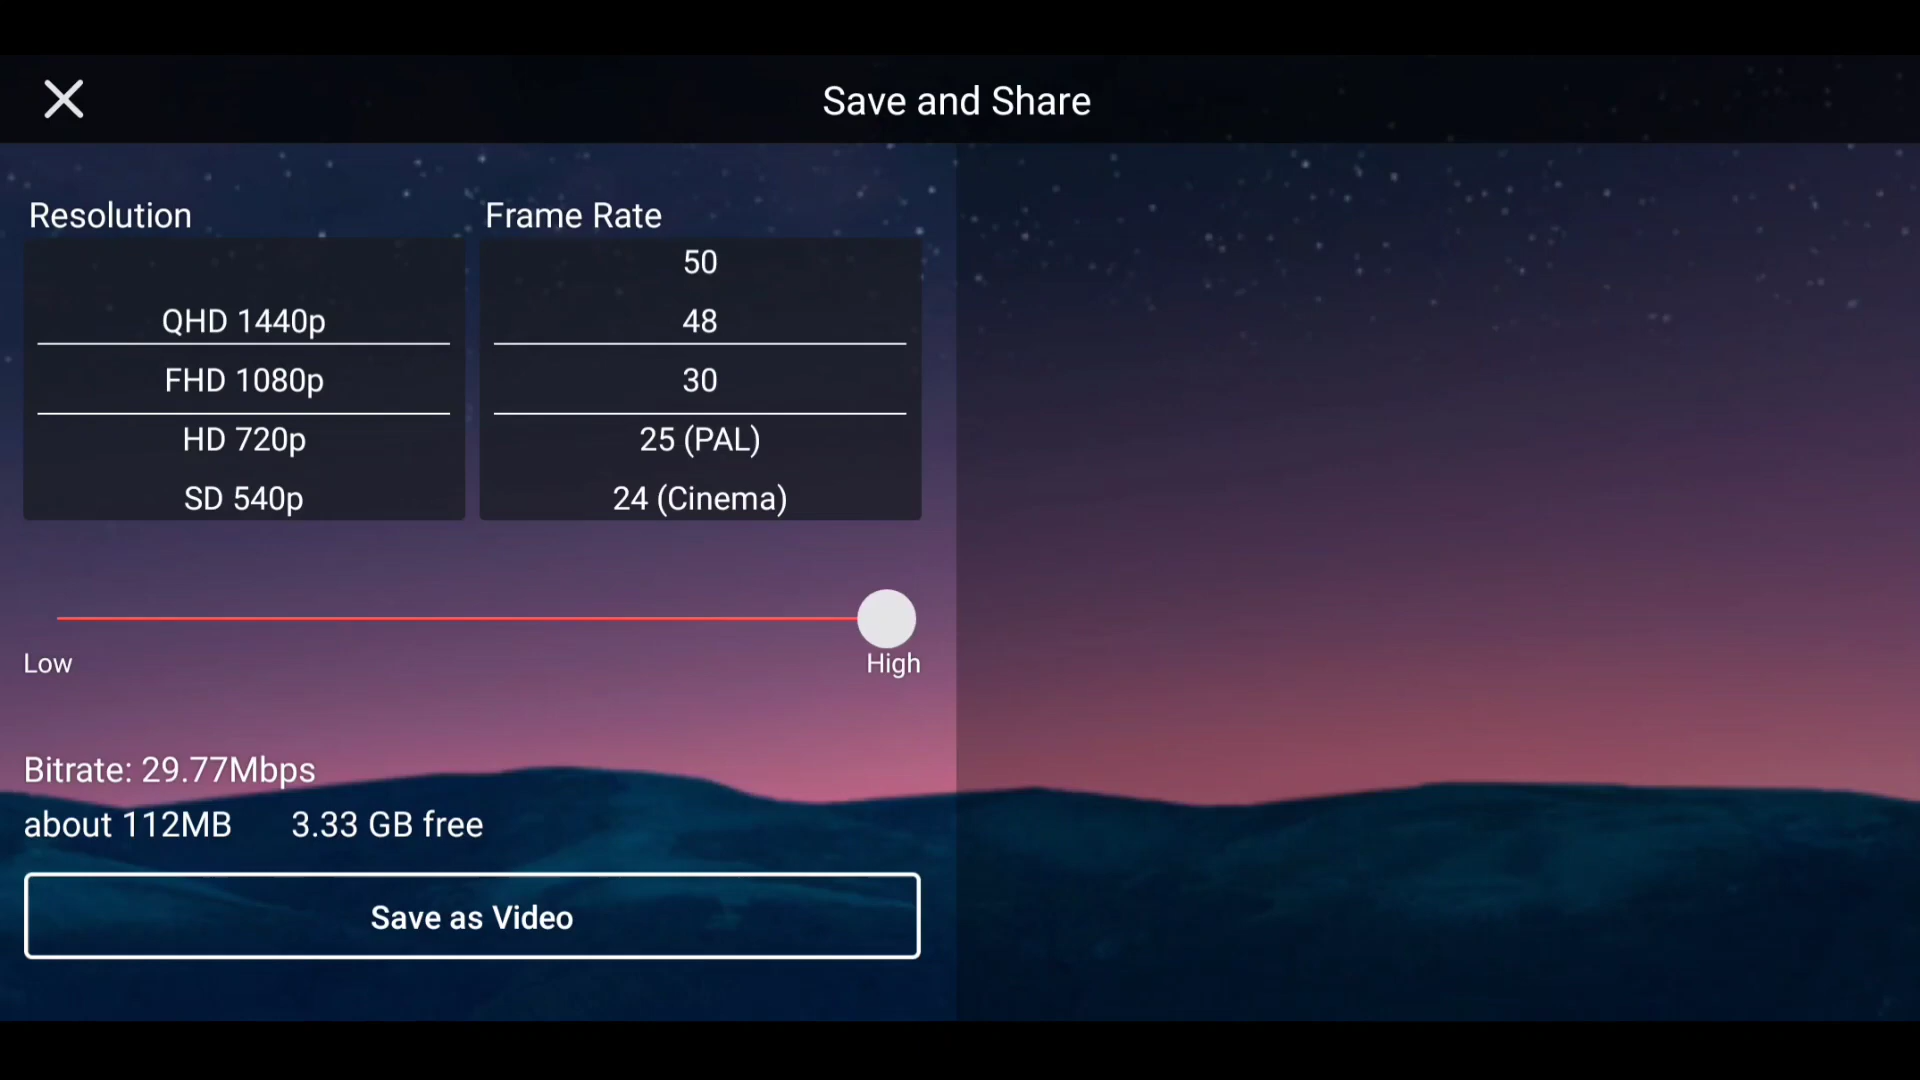 Save and Share
Resolution
Frame Rate
QHD 1440p
FHD 1080p
HD 720p
SD 540p
50
48
30
25 (PAL)
24 (Cinema)
Low
High
Bitrate: 29.77Mbps
about 112MB
3.33 GB free
Save as Video